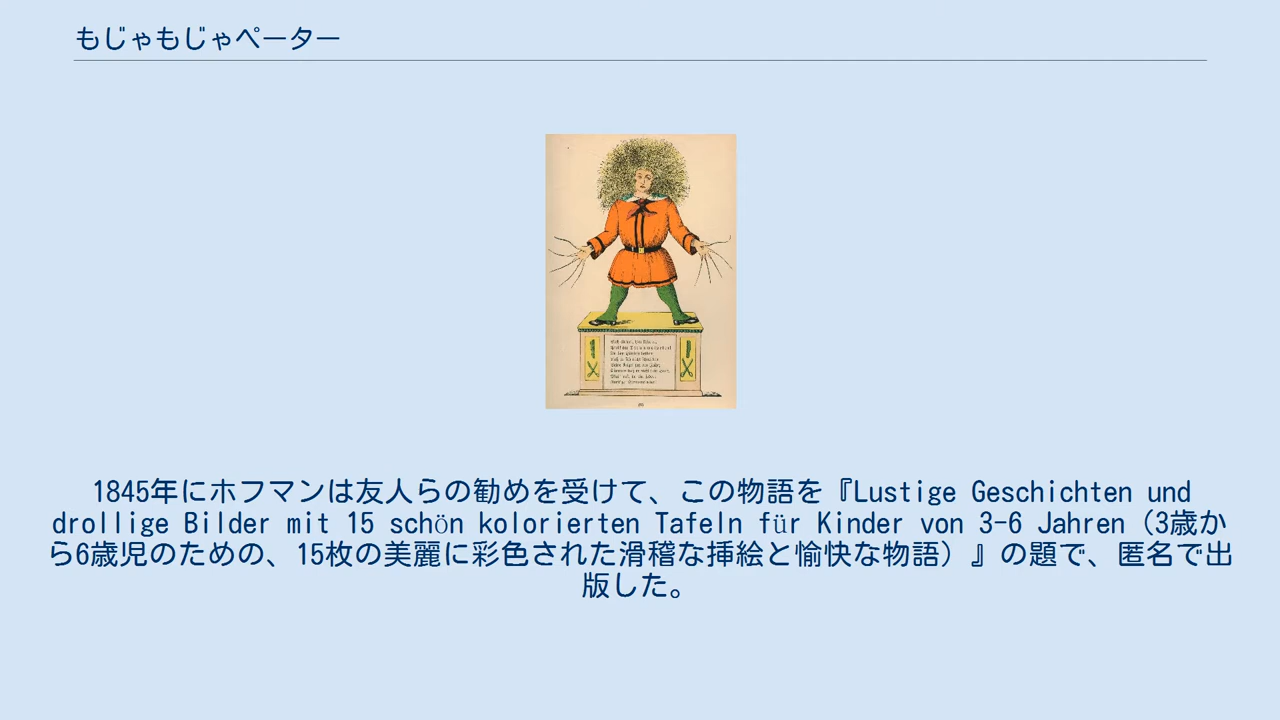 もじゃもじゃペーター
1845年にホフマンは友人らの勧めを受けて、この物語を『Lustige Geschichten und
drollige Bilder mit 15 schön kolorierten Tafeln für Kinder von 3-6 Jahren（3歳か
ら6歳児のための、15枚の美麗に彩色された滑稽な挿絵と愉快な物語）』の題で、匿名で出
版した。